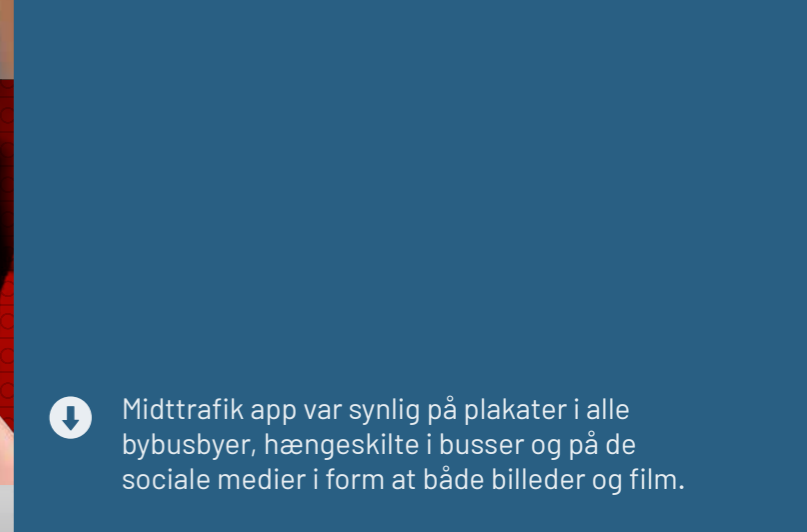 Midttrafik app var synlig på plakater i alle
bybusbyer, hængeskilte i busser og på de
sociale medier i form at både billeder og film.